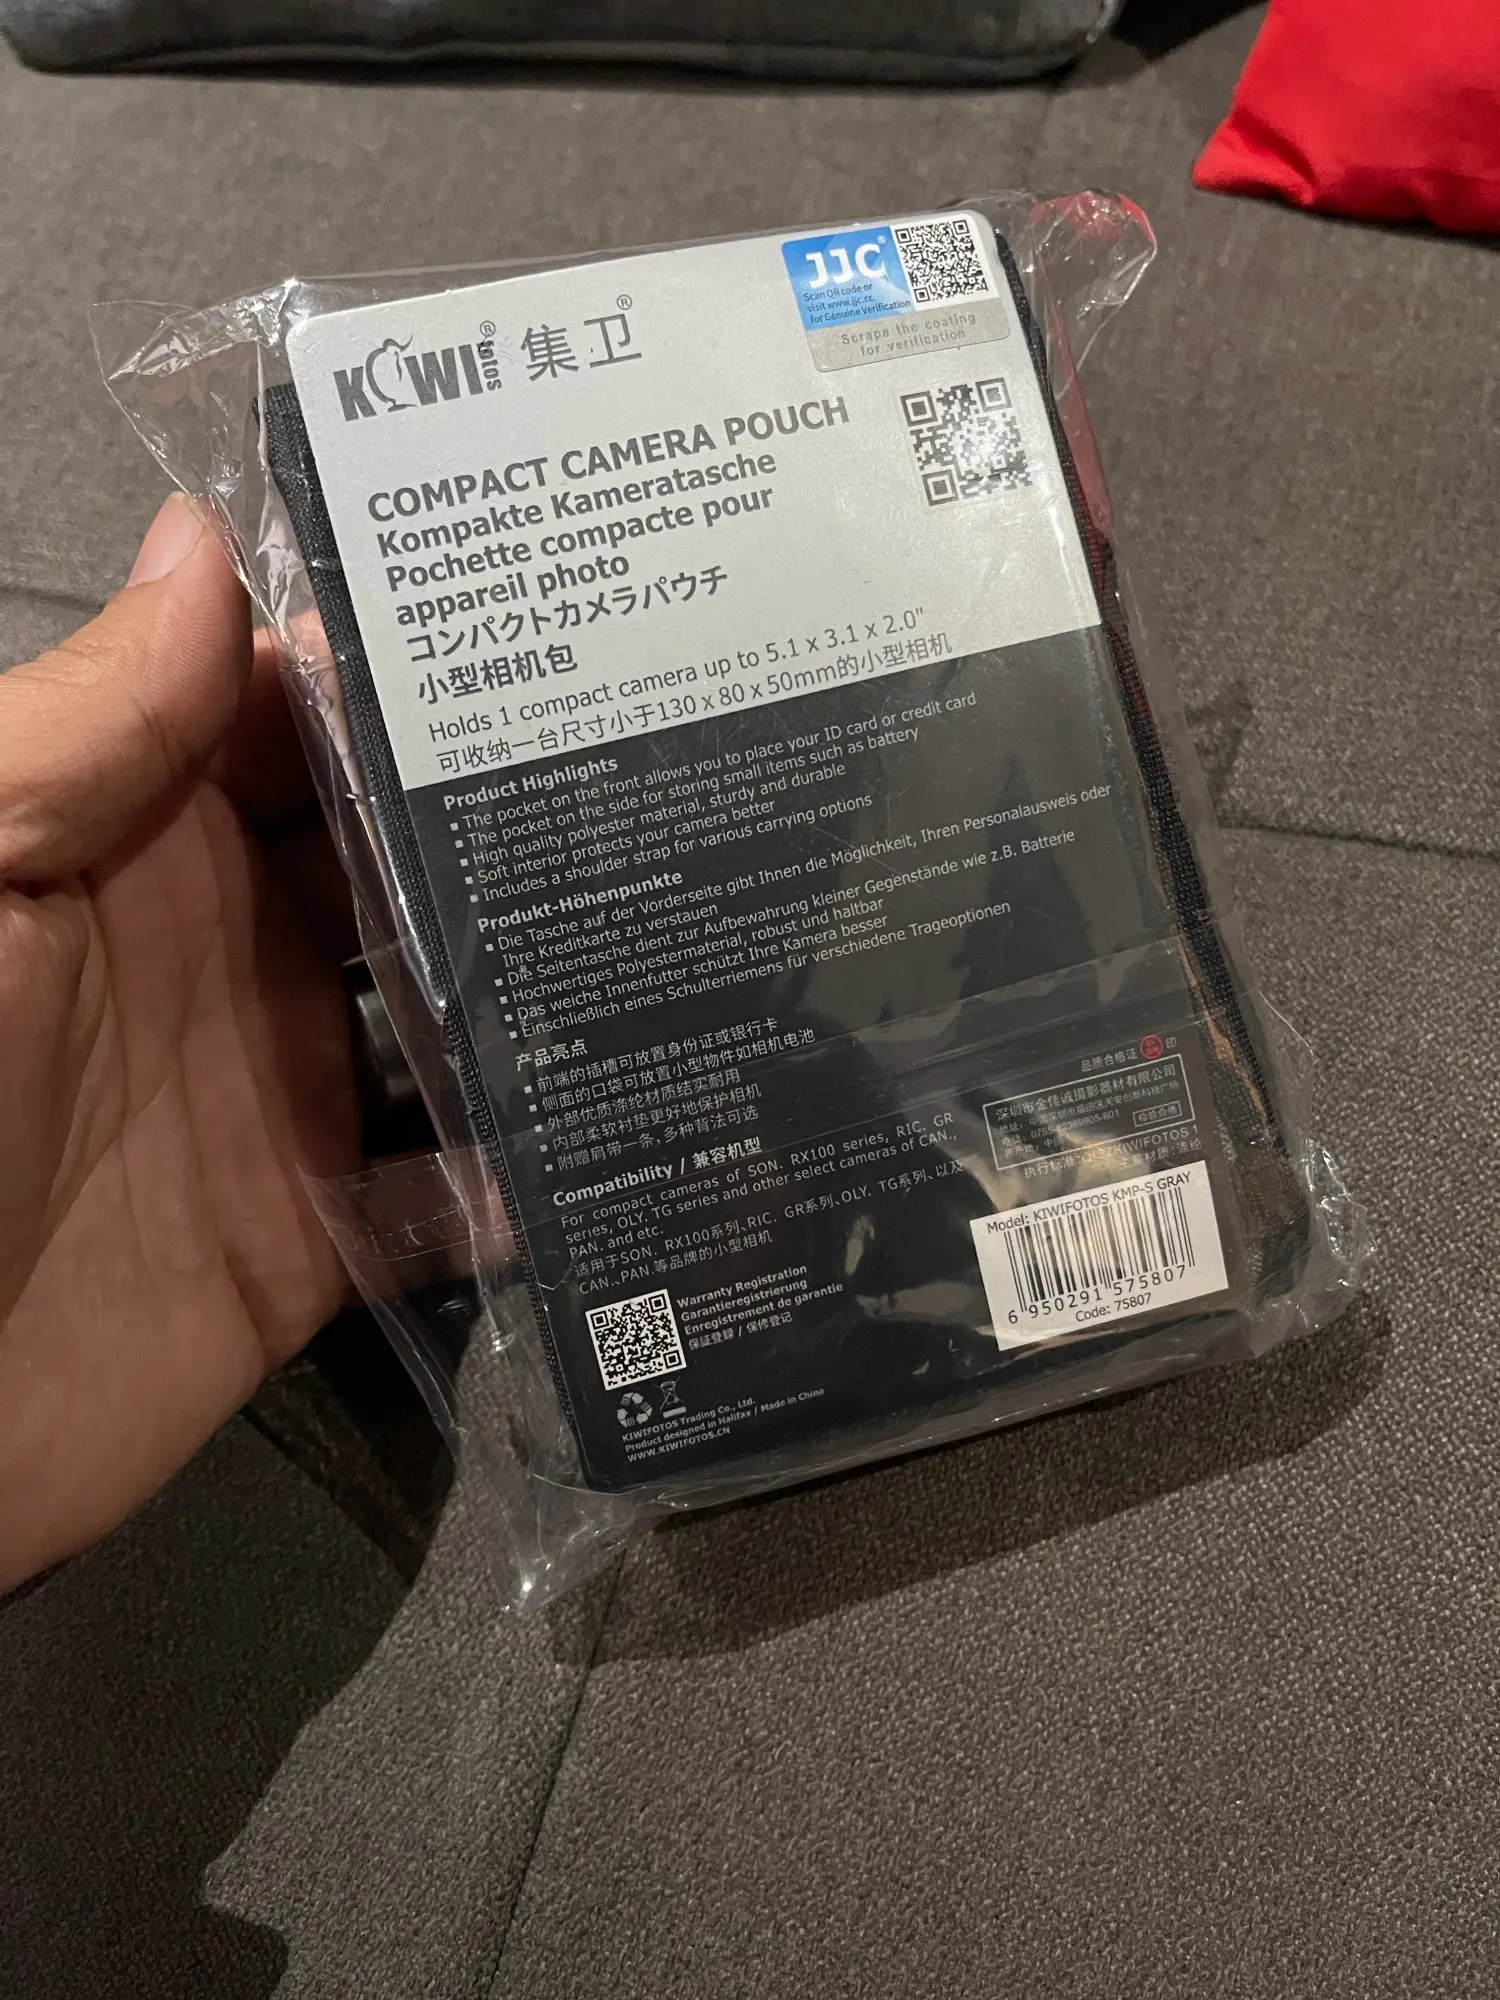 KIWI® fotos 集卫®
JJC®
Scan QR code or
visit www.jjc.cc
for Genuine Verification
Scrape the coating
for verification
COMPACT CAMERA POUCH
Kompakte Kameratasche
Pochette compacte pour
appareil photo
コンパクトカメラパウチ
小型相机包
Holds 1 compact camera up to 5.1 x 3.1 x 2.0"
可收纳一台尺寸小于130 x 80 x 50mm的小型相机
Product Highlights
▪ The pocket on the front allows you to place your ID card or credit card
▪ The pocket on the side for storing small items such as battery
▪ High quality polyester material, sturdy and durable
▪ Soft interior protects your camera better
▪ Includes a shoulder strap for various carrying options
Produkt-Höhenpunkte
▪ Die Tasche auf der Vorderseite gibt Ihnen die Möglichkeit, Ihren Personalausweis oder
Ihre Kreditkarte zu verstauen
▪ Die Seitentasche dient zur Aufbewahrung kleiner Gegenstände wie z.B. Batterie
▪ Hochwertiges Polyestermaterial, robust und haltbar
▪ Das weiche Innenfutter schützt Ihre Kamera besser
▪ Einschließlich eines Schulterriemens für verschiedene Trageoptionen
产品亮点
▪ 前端的插槽可放置身份证或银行卡
▪ 侧面的口袋可放置小型物件如相机电池
▪ 外部优质涤纶材质结实耐用
▪ 内部柔软衬垫更好地保护相机
▪ 附赠肩带一条，多种背法可选
Compatibility / 兼容机型
For compact cameras of SON. RX100 series, RIC. GR
series, OLY. TG series and other select cameras of CAN.,
PAN. and etc.
适用于SON. RX100系列、RIC. GR系列、OLY. TG系列、以及
CAN.、PAN.等品牌的小型相机
Warranty Registration
Garantieregistrierung
Enregistrement de garantie
保証登録 / 保修登记
KIWIFOTOS Trading Co., Ltd.
Product designed in Halifax / Made in China
WWW.KIWIFOTOS.CN
品质合格证 印
深圳市金佳诚摄影器材有限公司
检验合格
Model: KIWIFOTOS KMP-S GRAY
6 950291 575807
Code: 75807